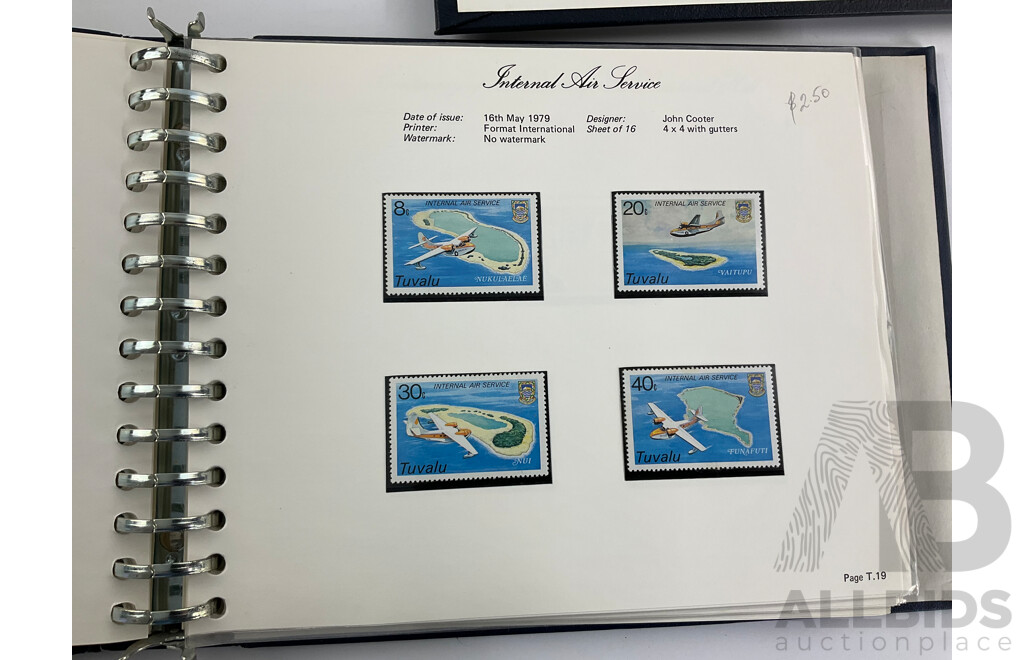 Internal Air Service
$2.50
Date of issue: 16th May 1979 Designer: John Cooter
Printer: Format International Sheet of 16 4 x 4 with gutters
Watermark: No watermark
8c INTERNAL AIR SERVICE
NUKULAELAE
Tuvalu
20c INTERNAL AIR SERVICE
VAITUPU
Tuvalu
30c INTERNAL AIR SERVICE
NUI
Tuvalu
40c INTERNAL AIR SERVICE
FUNAFUTI
Tuvalu
Page T.19
AB
ALLBIDS
auctionplace